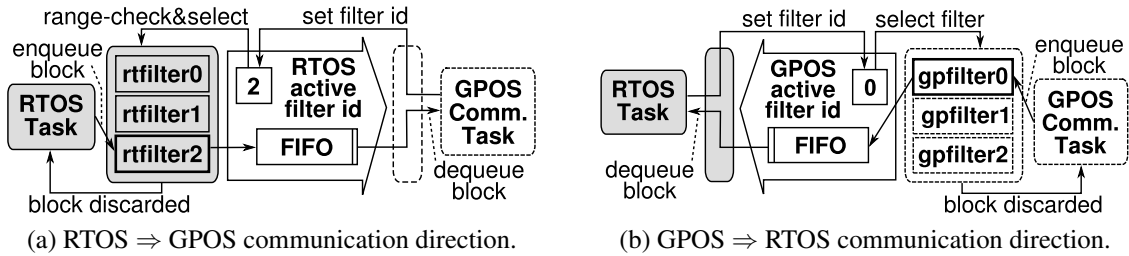 range-check&select
set filter id
enqueue
block
rtfilter0
rtfilter1
rtfilter2
RTOS
Task
2
RTOS
active
filter id
FIFO
GPOS
Comm.
Task
dequeue
block
block discarded
(a) RTOS ⇒ GPOS communication direction.
set filter id
select filter
enqueue
block
RTOS
Task
GPOS
active
filter id
0
FIFO
gpfilter0
gpfilter1
gpfilter2
GPOS
Comm.
Task
dequeue
block
block discarded
(b) GPOS ⇒ RTOS communication direction.